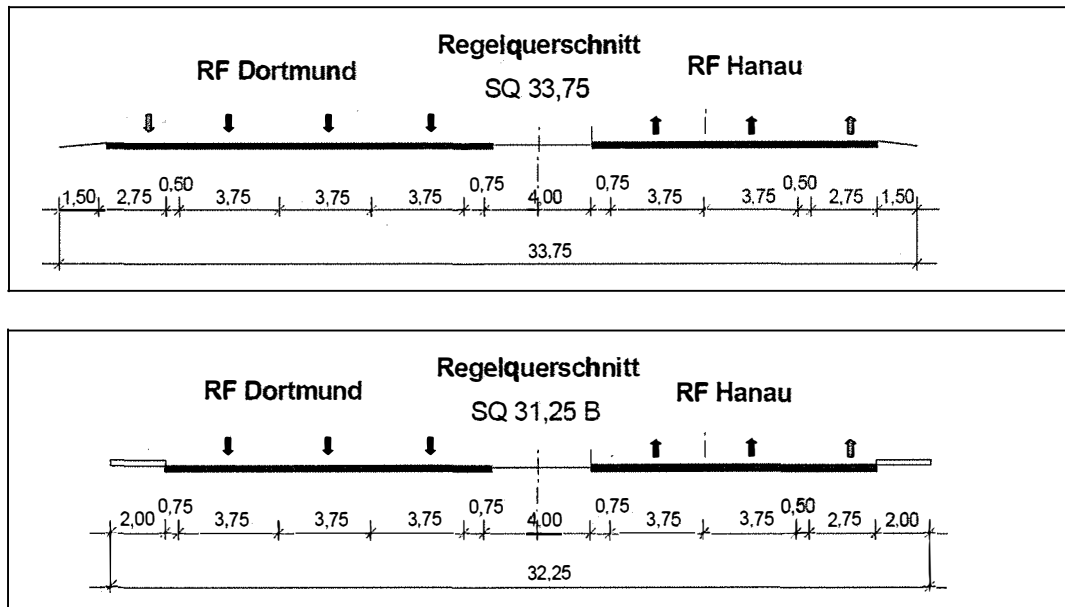 Regelquerschnitt
RF Dortmund RF Hanau
SQ 33,75
0,50 0,75 0,75 0,50
1,50 2,75 3,75 3,75 3,75 4,00 3,75 3,75 2,75 1,50
33,75
Regelquerschnitt
RF Dortmund RF Hanau
SQ 31,25 B
0,75 0,75 0,75 0,50
2,00 3,75 3,75 3,75 4,00 3,75 3,75 2,75 2,00
32,25